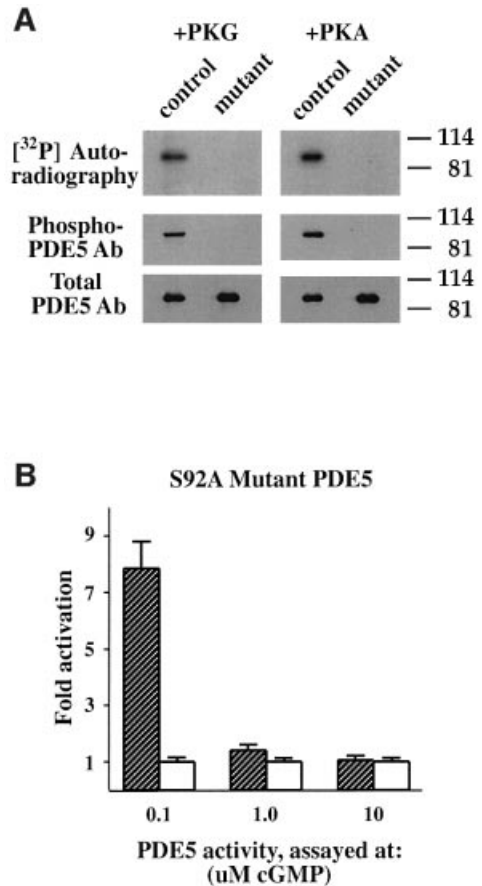 A
+PKG +PKA
control mutant control mutant
[32P] Auto-
radiography
114
81
Phospho-
PDE5 Ab
114
81
Total
PDE5 Ab
114
81
B
S92A Mutant PDE5
Fold activation
9
7
5
3
1
0.1 1.0 10
PDE5 activity, assayed at:
(uM cGMP)